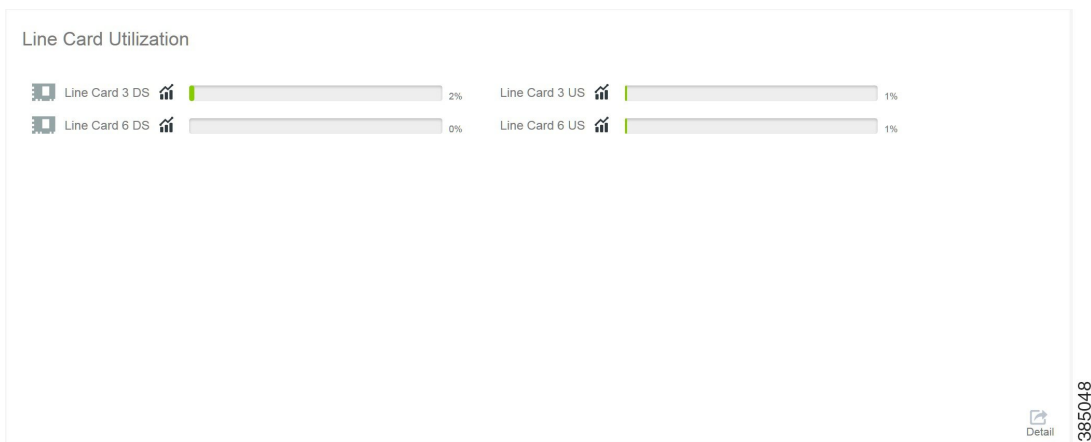 Line Card Utilization
Line Card 3 DS 2% Line Card 3 US 1%
Line Card 6 DS 0% Line Card 6 US 1%
Detail
385048